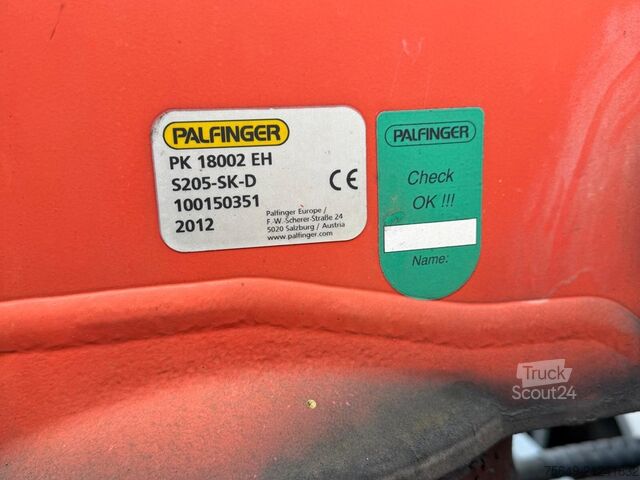 PALFINGER
PK 18002 EH
S205-SK-D
100150351
2012
CE
Palfinger Europe /
F.-W.-Scherer-Straße 24
5020 Salzburg / Austria
www.palfinger.com
PALFINGER
Check
OK !!!
Name:
Truck
Scout24